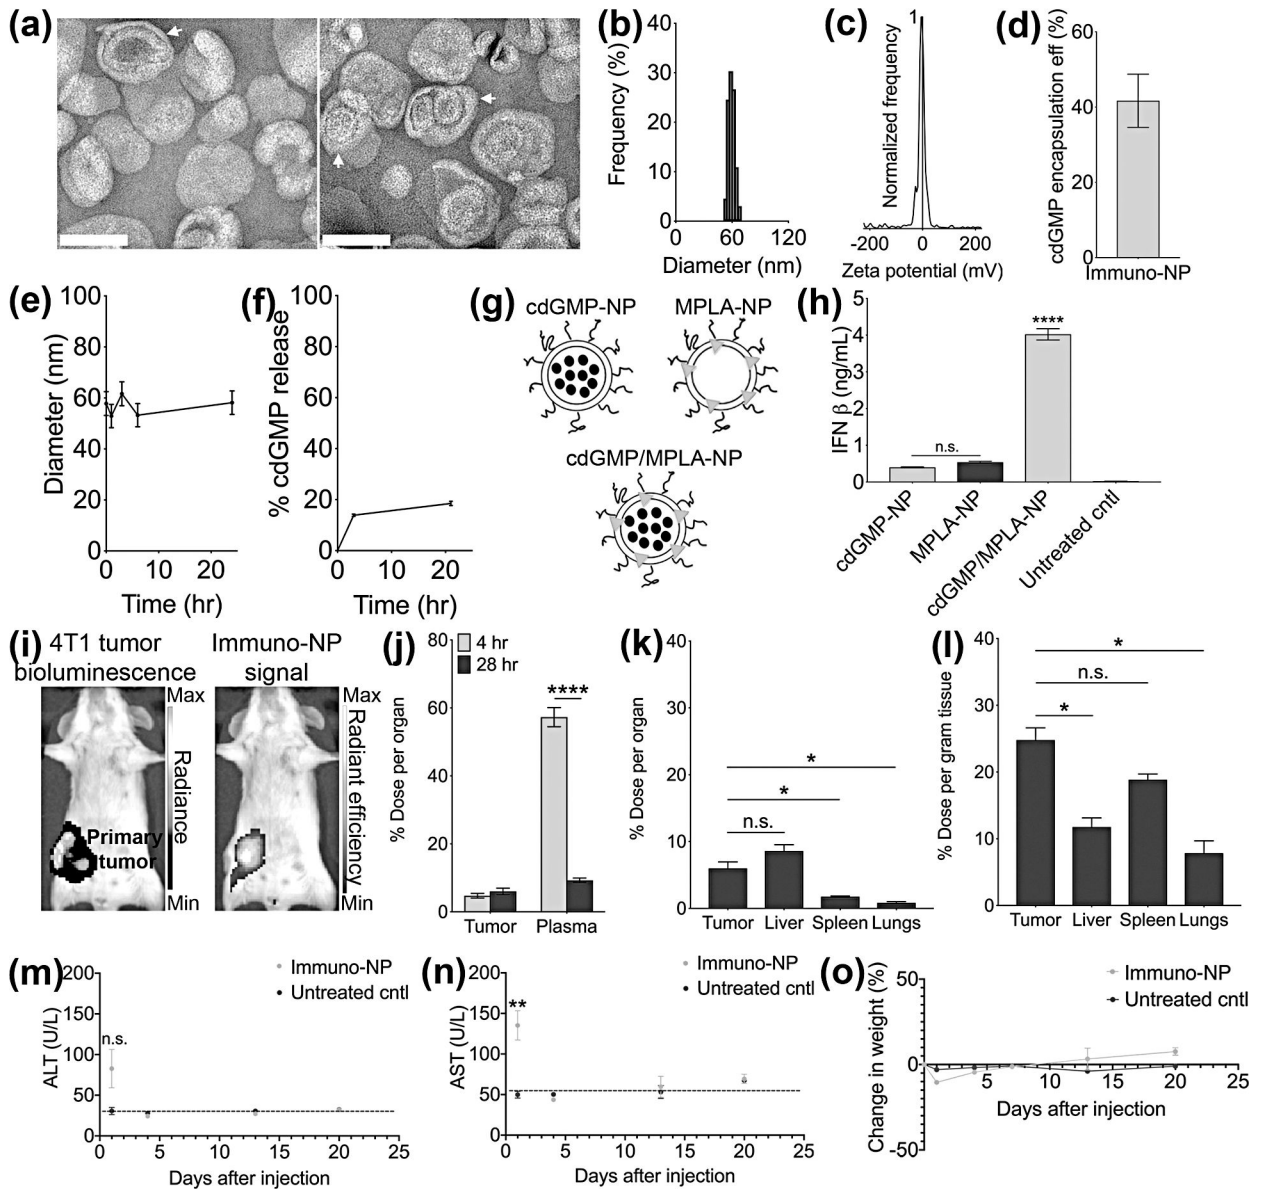 (a)
(b)
40
30
20
10
0
Frequency (%)
0 60 120
Diameter (nm)
(c)
1
Normalized frequency
-200 0 200
Zeta potential (mV)
(d)
cdGMP encapsulation eff (%)
60
40
20
0
Immuno-NP
(e)
100
80
60
40
20
0
Diameter (nm)
0 10 20
Time (hr)
(f)
100
80
60
40
20
0
% cdGMP release
0 10 20
Time (hr)
(g)
cdGMP-NP
MPLA-NP
cdGMP/MPLA-NP
(h)
5
4
3
2
1
0
IFN β (ng/mL)
****
n.s.
cdGMP-NP
MPLA-NP
cdGMP/MPLA-NP
Untreated cntl
(i)
4T1 tumor
bioluminescence
Immuno-NP
signal
Max
Radiance
Min
Primary
tumor
Max
Radiant efficiency
Min
(j)
80
60
40
20
0
% Dose per organ
4 hr
28 hr
****
Tumor Plasma
(k)
40
30
20
10
0
% Dose per organ
*
*
n.s.
Tumor Liver Spleen Lungs
(l)
40
30
20
10
0
% Dose per gram tissue
*
n.s.
*
Tumor Liver Spleen Lungs
(m)
200
150
100
50
0
ALT (U/L)
Immuno-NP
Untreated cntl
n.s.
0 5 10 15 20 25
Days after injection
(n)
200
150
100
50
0
AST (U/L)
Immuno-NP
Untreated cntl
**
0 5 10 15 20 25
Days after injection
(o)
50
0
-50
Change in weight (%)
Immuno-NP
Untreated cntl
5 10 15 20 25
Days after injection